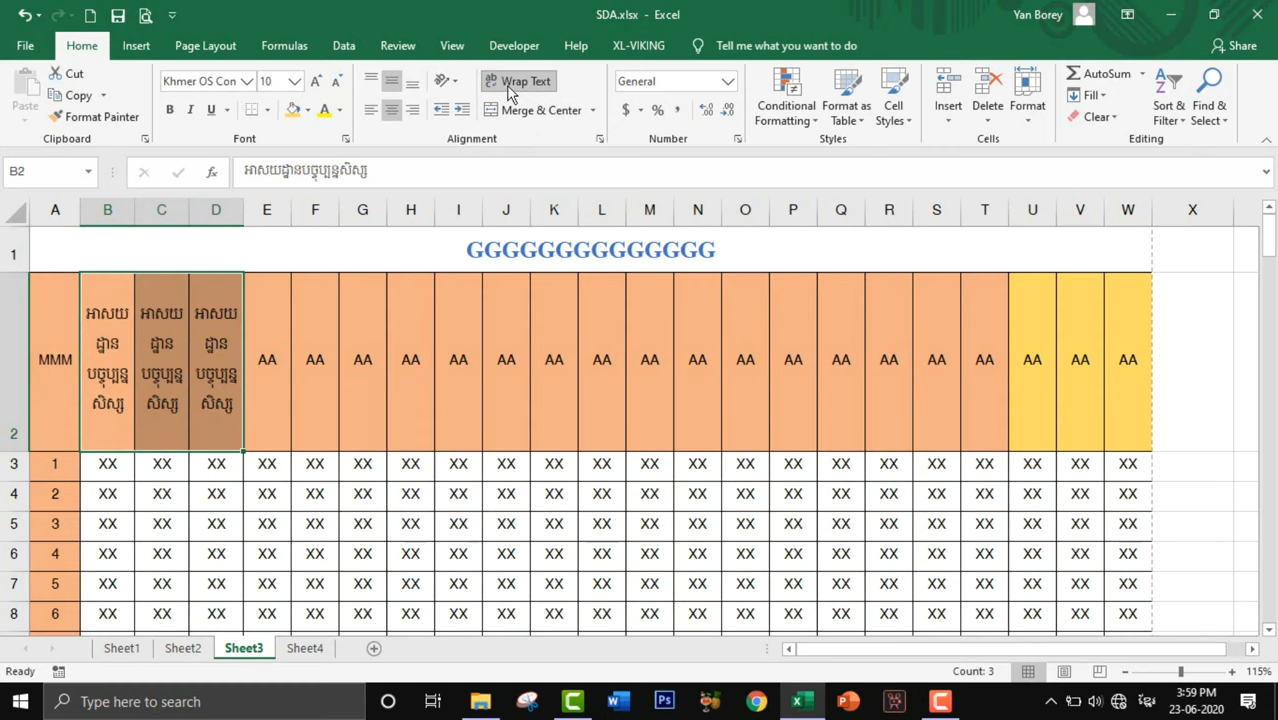 SDA.xlsx - Excel
Yan Borey
File Home Insert Page Layout Formulas Data Review View Developer Help XL-VIKING Tell me what you want to do Share
Paste
Cut
Copy
Format Painter
Clipboard
Khmer OS Con 10
B I U
Font
Wrap Text
Merge & Center
Alignment
General
$ % ,
Number
Conditional Formatting
Format as Table
Cell Styles
Styles
Insert Delete Format
Cells
AutoSum
Fill
Clear
Sort & Filter
Find & Select
Editing
B2 fx អាសយដ្ឋានបច្ចុប្បន្នសិស្ស
A B C D E F G H I J K L M N O P Q R S T U V W X
1 GGGGGGGGGGGGGG
អាសយ អាសយ អាសយ
ដ្ឋាន ដ្ឋាន ដ្ឋាន
MMM AA AA AA AA AA AA AA AA AA AA AA AA AA AA AA AA AA AA AA
បច្ចុប្បន្ន បច្ចុប្បន្ន បច្ចុប្បន្ន
សិស្ស សិស្ស សិស្ស
2
3 1 XX XX XX XX XX XX XX XX XX XX XX XX XX XX XX XX XX XX XX XX XX XX
4 2 XX XX XX XX XX XX XX XX XX XX XX XX XX XX XX XX XX XX XX XX XX XX
5 3 XX XX XX XX XX XX XX XX XX XX XX XX XX XX XX XX XX XX XX XX XX XX
6 4 XX XX XX XX XX XX XX XX XX XX XX XX XX XX XX XX XX XX XX XX XX XX
7 5 XX XX XX XX XX XX XX XX XX XX XX XX XX XX XX XX XX XX XX XX XX XX
8 6 XX XX XX XX XX XX XX XX XX XX XX XX XX XX XX XX XX XX XX XX XX XX
Sheet1 Sheet2 Sheet3 Sheet4
Ready Count: 3 115%
Type here to search
3:59 PM
23-06-2020